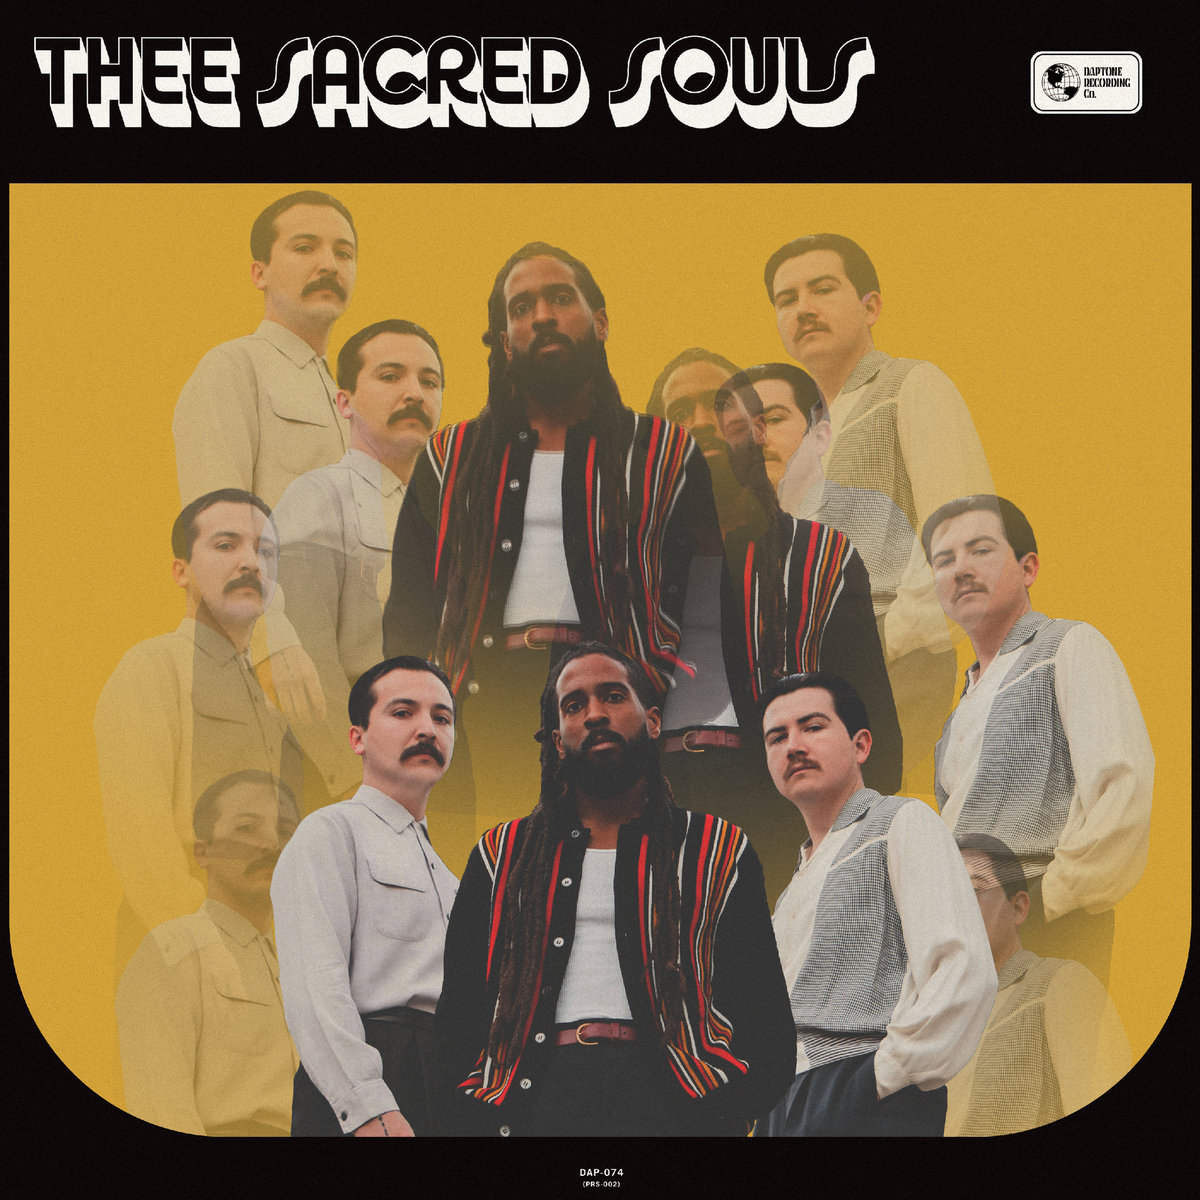 THEE SACRED SOULS
DAPTONE
RECORDING
Co.
DAP-074
(PRS-002)